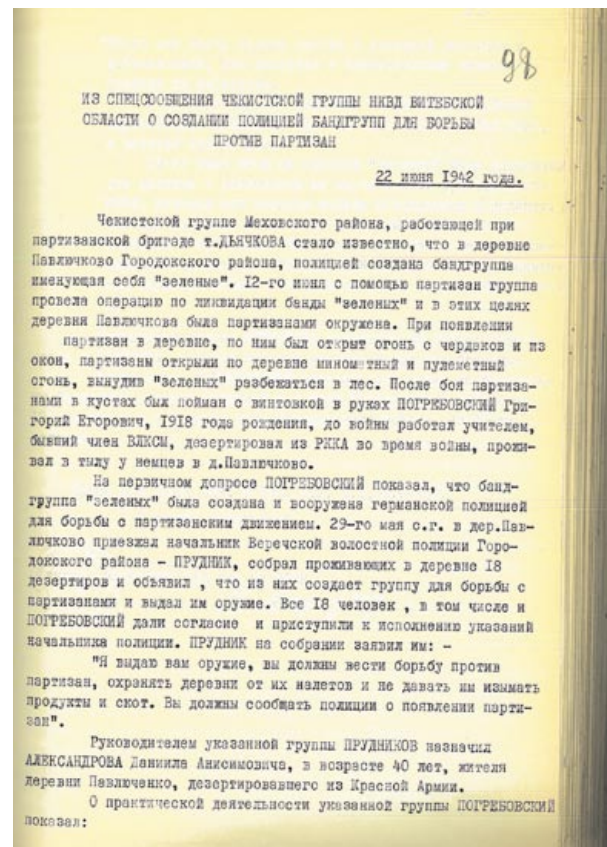 98
ИЗ СПЕЦСООБЩЕНИЯ ЧЕКИСТСКОЙ ГРУППЫ НКВД ВИТЕБСКОЙ
ОБЛАСТИ О СОЗДАНИИ ПОЛИЦИЕЙ БАНДГРУПП ДЛЯ БОРЬБЫ
ПРОТИВ ПАРТИЗАН
22 июня 1942 года.
Чекистской группе Меховского района, работающей при
партизанской бригаде т.ДЬЯЧКОВА стало известно, что в деревне
Павлючково Городокского района, полицией создана бандгруппа
именующая себя "зеленые". 12-го июня с помощью партизан группа
провела операцию по ликвидации банды "зеленых" и в этих целях
деревня Павлючкова была партизанами окружена. При появлении
партизан в деревне, по ним был открыт огонь с чердаков и из
окон, партизаны открыли по деревне минометный и пулеметный
огонь, вынудив "зеленых" разбежаться в лес. После боя партиза-
нами в кустах был пойман с винтовкой в руках ПОГРЕБОВСКИЙ Гри-
горий Егорович, 1918 года рождения, до войны работал учителем,
бывший член ВЛКСМ, дезертировал из РККА во время войны, прожи-
вал в тылу у немцев в д.Павлючково.
На первичном допросе ПОГРЕБОВСКИЙ показал, что банд-
группа "зеленых" была создана и вооружена германской полицией
для борьбы с партизанским движением. 29-го мая с.г. в дер.Пав-
лючково приезжал начальник Веречской волостной полиции Горо-
докского района - ПРУДНИК, собрал проживающих в деревне 18
дезертиров и объявил , что из них создает группу для борьбы с
партизанами и выдал им оружие. Все 18 человек , в том числе и
ПОГРЕБОВСКИЙ дали согласие и приступили к исполнению указаний
начальника полиции. ПРУДНИК на собрании заявил им: -
"Я выдаю вам оружие, вы должны вести борьбу против
партизан, охранять деревни от их налетов и не давать им изымать
продукты и скот. Вы должны сообщать полиции о появлении парти-
зан".
Руководителем указанной группы ПРУДНИКОВ назначил
АЛЕКСАНДРОВА Даниила Анисимовича, в возрасте 40 лет, жителя
деревни Павлюченко, дезертировавшего из Красной Армии.
О практической деятельности указанной группы ПОГРЕБОВСКИЙ
показал: